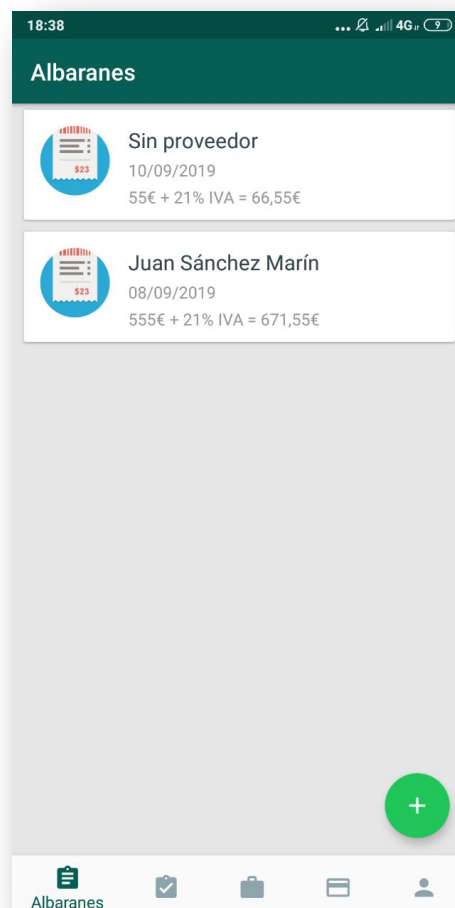 18:38
4G
9
Albaranes
$23
Sin proveedor
10/09/2019
55€ + 21% IVA = 66,55€
$23
Juan Sánchez Marín
08/09/2019
555€ + 21% IVA = 671,55€
+
Albaranes